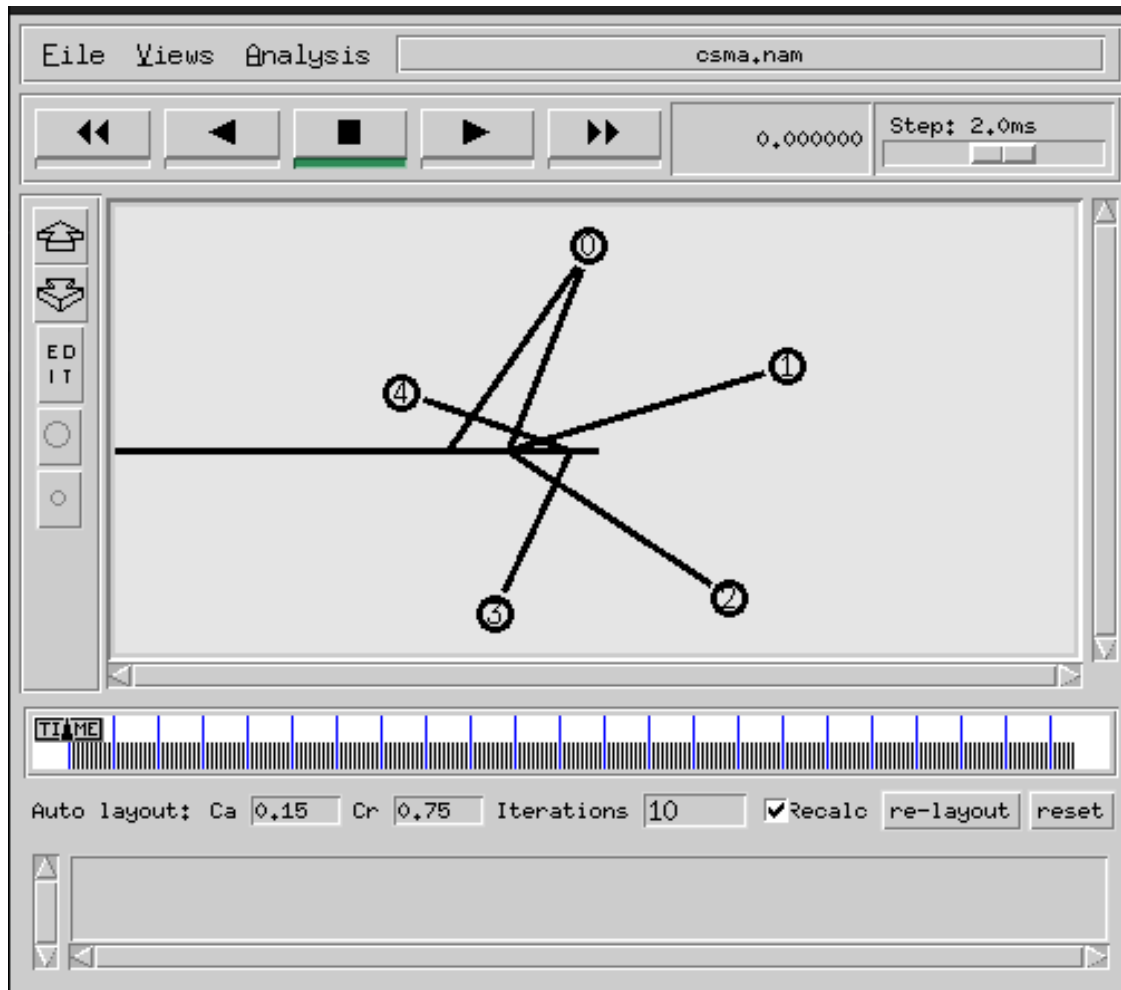 Eile Views Analysis csma.nam
0.000000 Step: 2.0ms
ED
IT
0
1
4
2
3
TIME
Auto layout: Ca 0.15 Cr 0.75 Iterations 10 Recalc re-layout reset